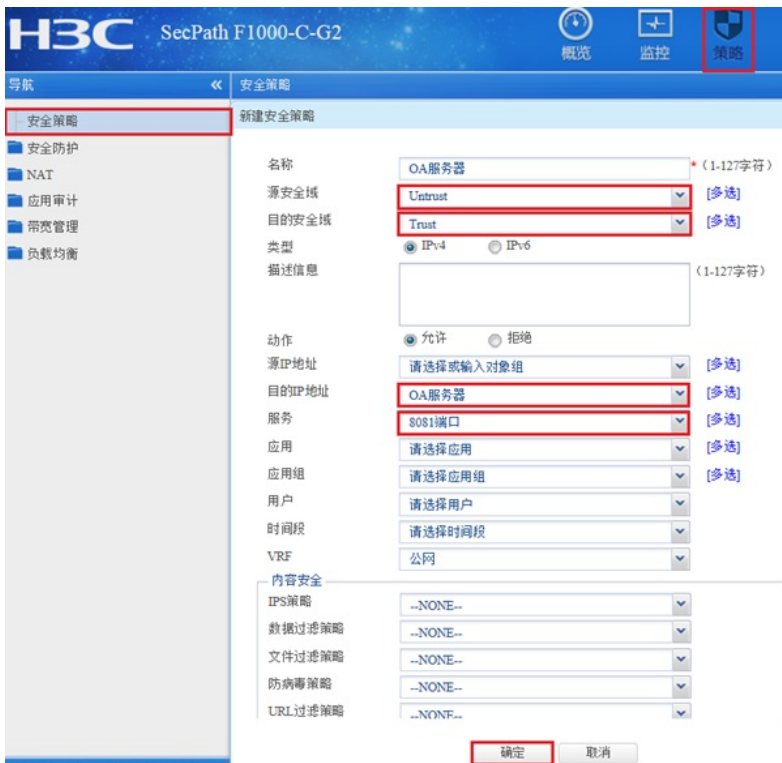 H3C SecPath F1000-C-G2
概览 监控 策略
导航 « 安全策略
安全策略
安全防护
NAT
应用审计
带宽管理
负载均衡
新建安全策略
名称 OA服务器 *（1-127字符）
源安全域 Untrust [多选]
目的安全域 Trust [多选]
类型 IPv4 IPv6
描述信息 （1-127字符）
动作 允许 拒绝
源IP地址 请选择或输入对象组 [多选]
目的IP地址 OA服务器 [多选]
服务 8081端口 [多选]
应用 请选择应用 [多选]
应用组 请选择应用组 [多选]
用户 请选择用户
时间段 请选择时间段
VRF 公网
内容安全
IPS策略 --NONE--
数据过滤策略 --NONE--
文件过滤策略 --NONE--
防病毒策略 --NONE--
URL过滤策略 --NONE--
确定 取消